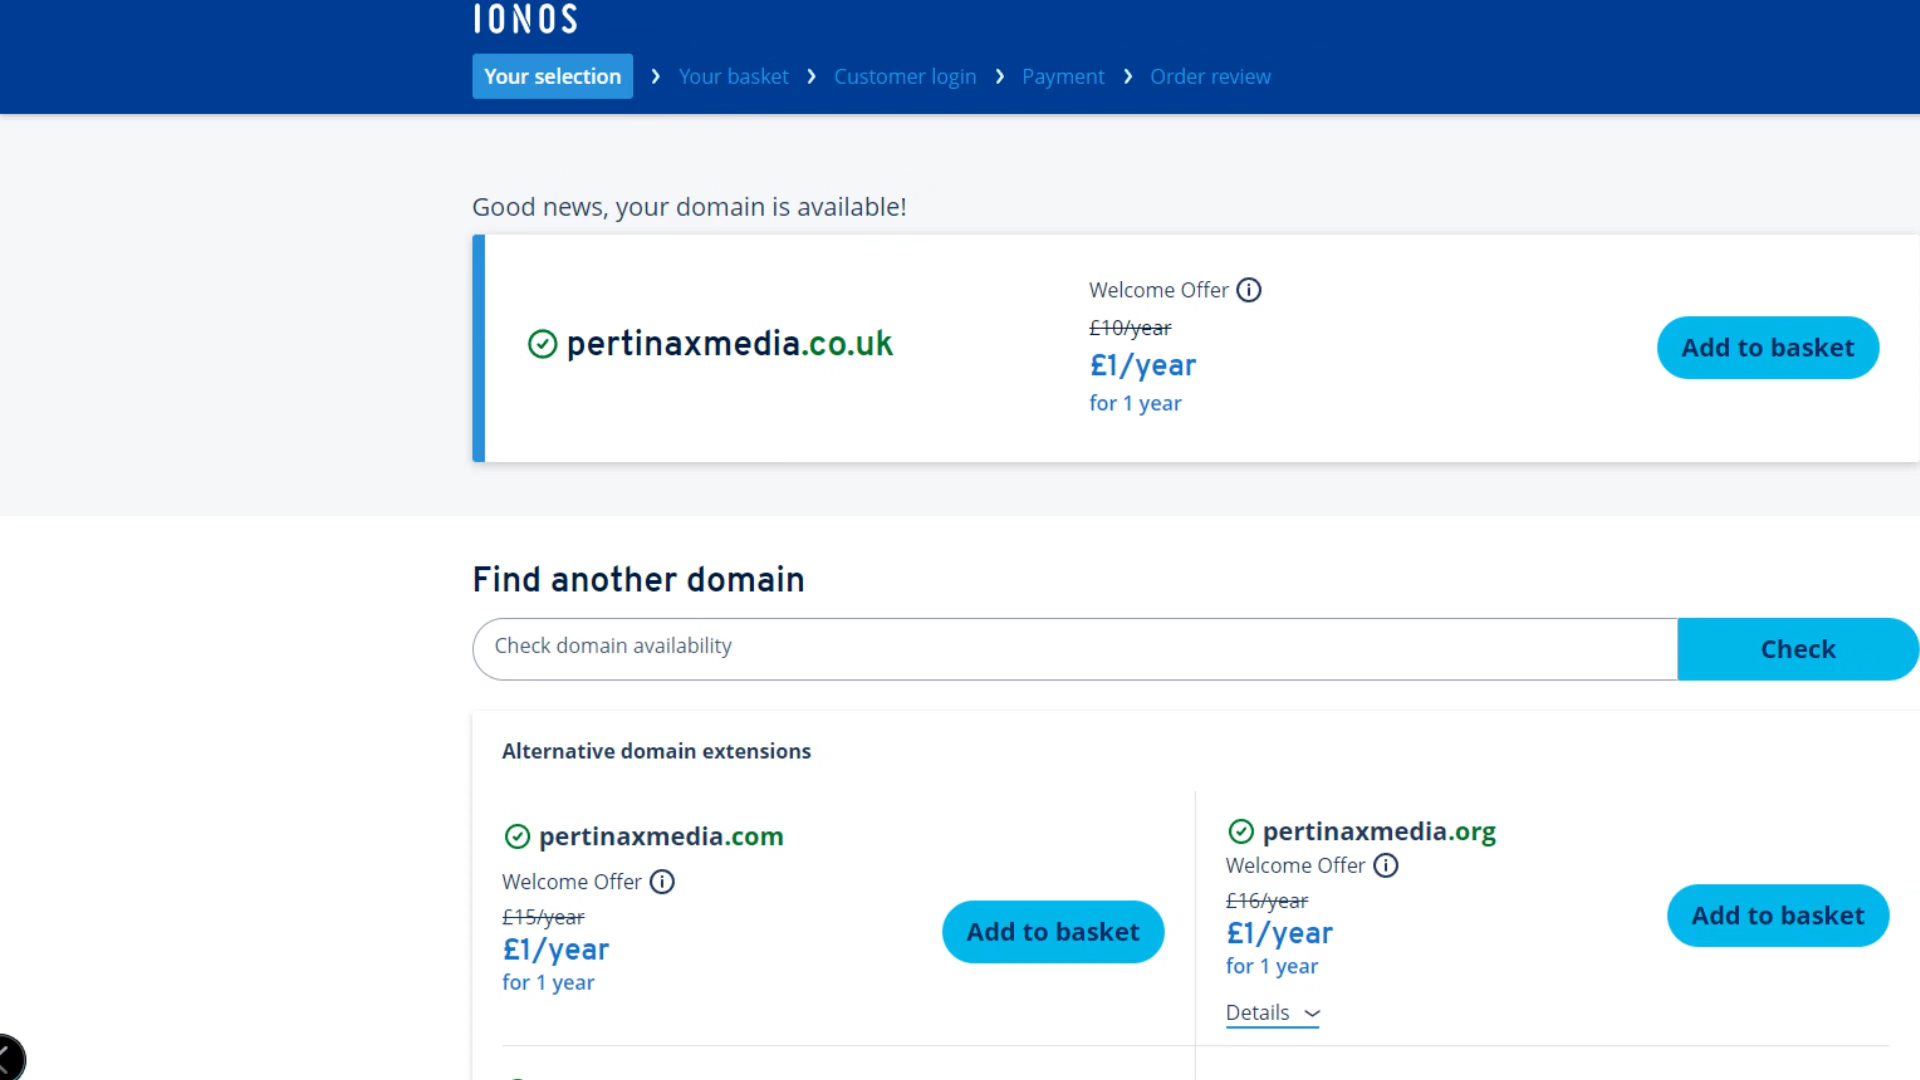 IONOS
Your selection › Your basket › Customer login › Payment › Order review
Good news, your domain is available!
pertinaxmedia.co.uk
Welcome Offer
£10/year
£1/year
for 1 year
Add to basket
Find another domain
Check domain availability
Check
Alternative domain extensions
pertinaxmedia.com
Welcome Offer
£15/year
£1/year
for 1 year
Add to basket
pertinaxmedia.org
Welcome Offer
£16/year
£1/year
for 1 year
Details
Add to basket